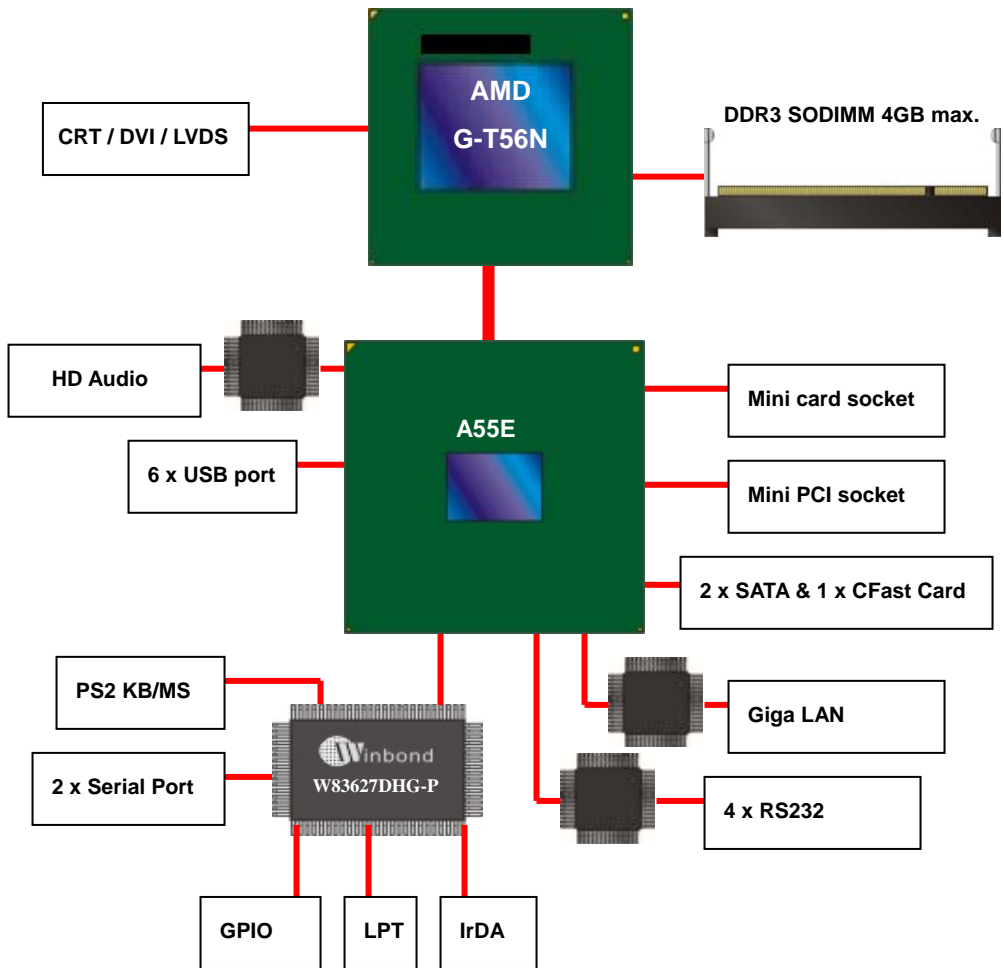 AMD
G-T56N
CRT / DVI / LVDS
DDR3 SODIMM 4GB max.
HD Audio
A55E
Mini card socket
6 x USB port
Mini PCI socket
2 x SATA & 1 x CFast Card
PS2 KB/MS
Giga LAN
Winbond
W83627DHG-P
2 x Serial Port
4 x RS232
GPIO
LPT
IrDA